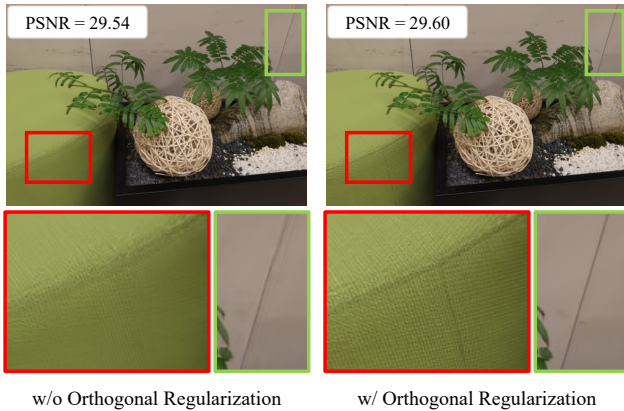 PSNR = 29.54
PSNR = 29.60
w/o Orthogonal Regularization
w/ Orthogonal Regularization